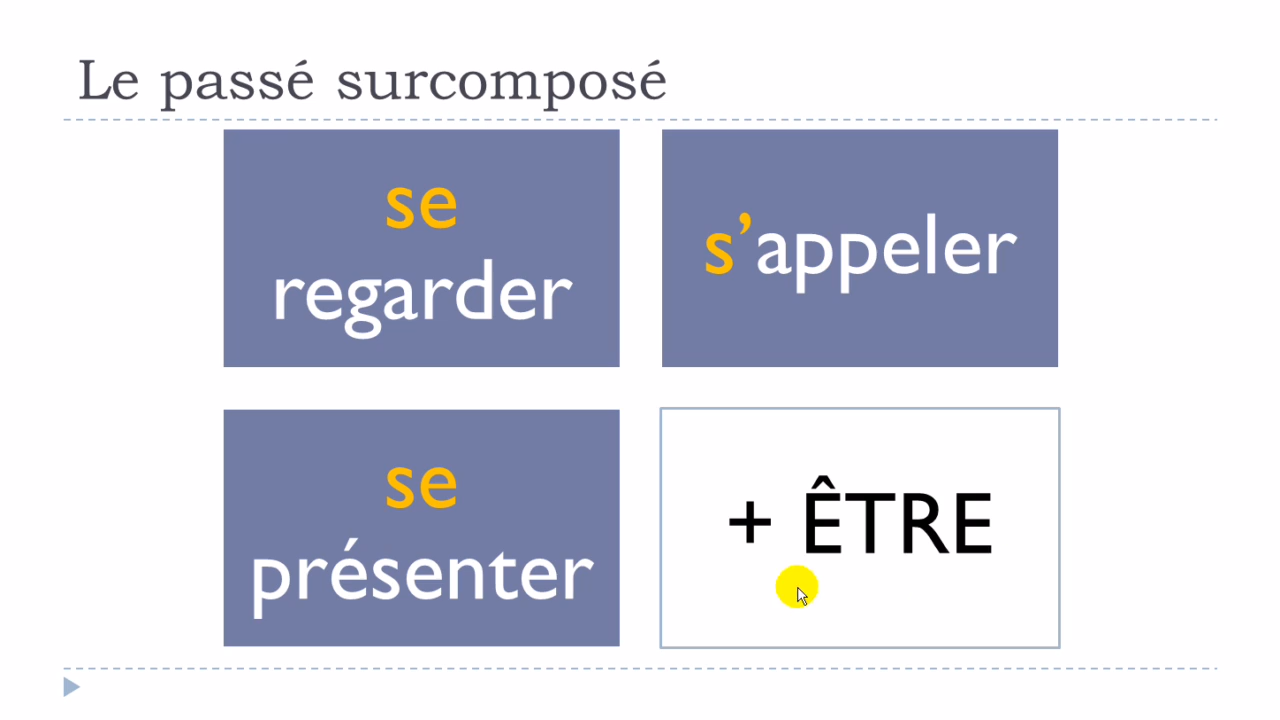 Le passé surcomposé
se
regarder
s’appeler
se
présenter
+ ÊTRE